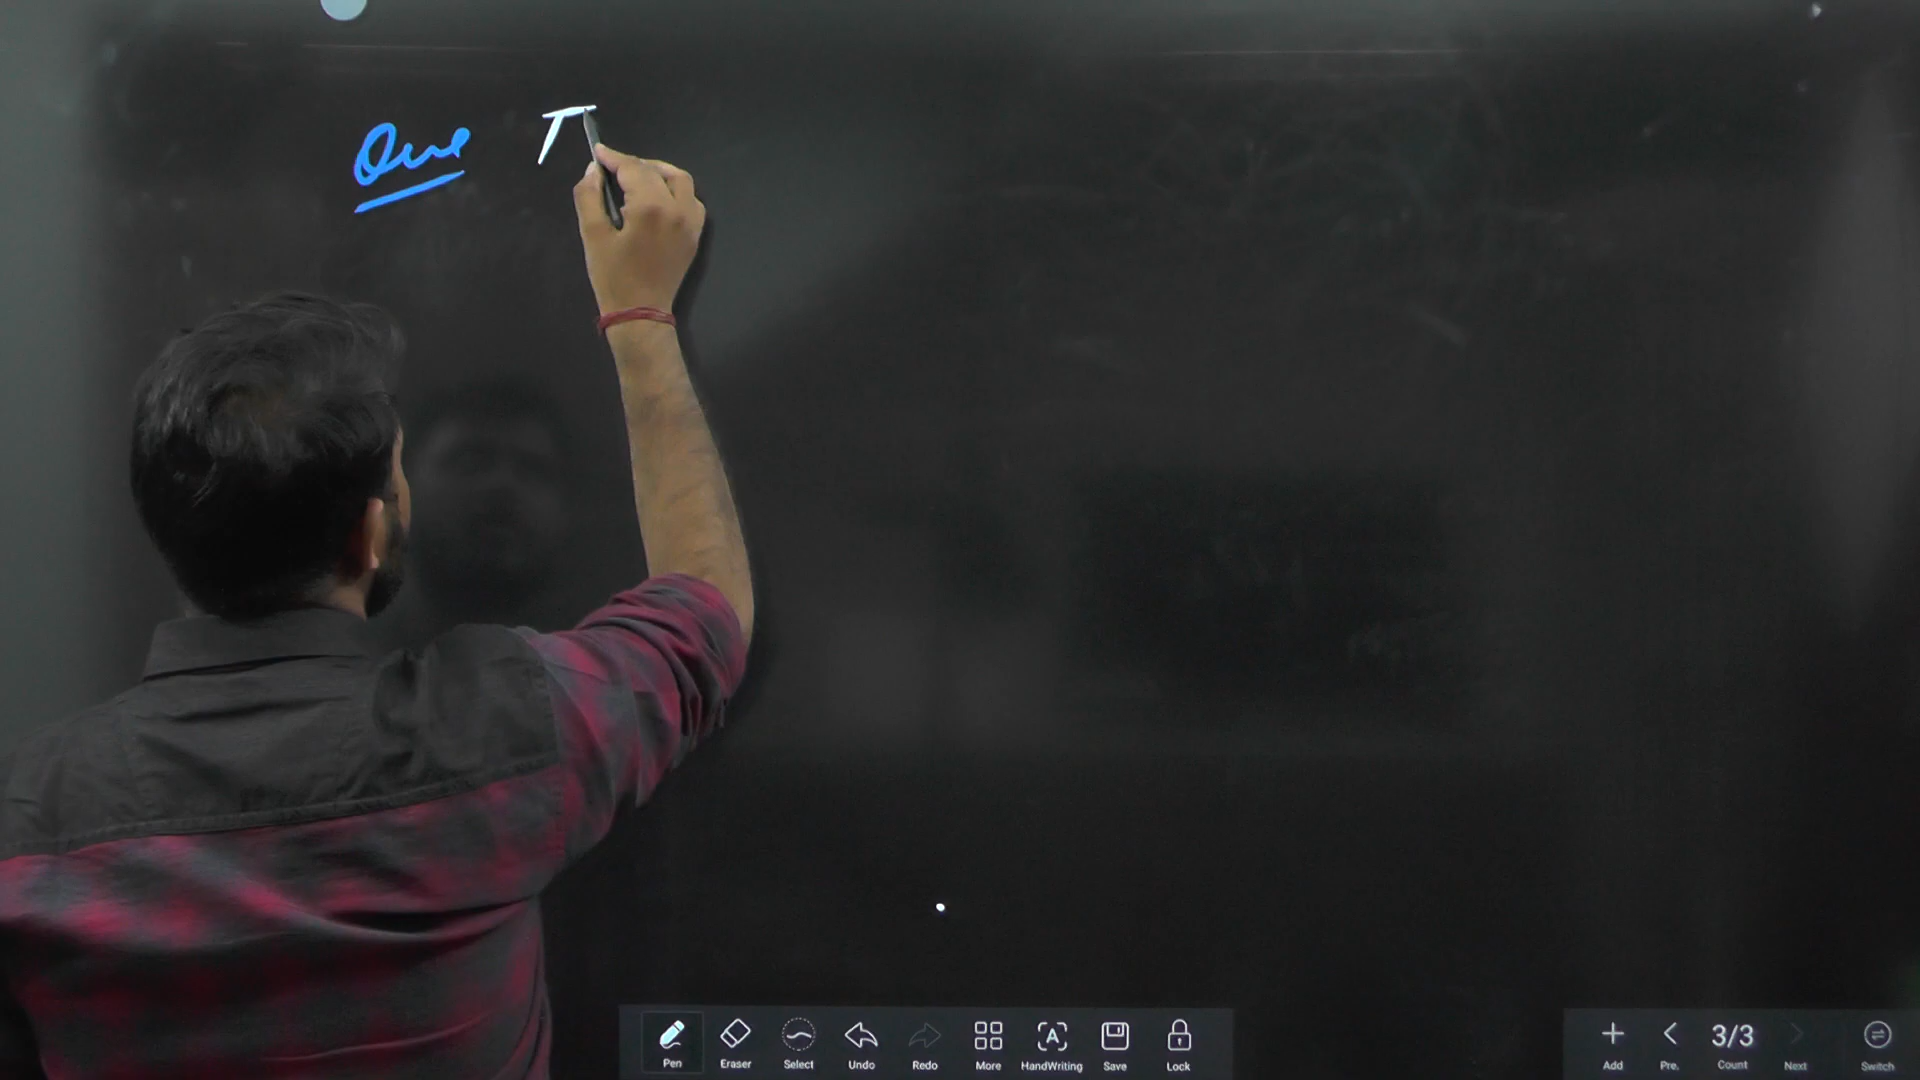 Que T
Pen Eraser Select Undo Redo More HandWriting Save Lock
3/3
Add Pre. Count Next Switch